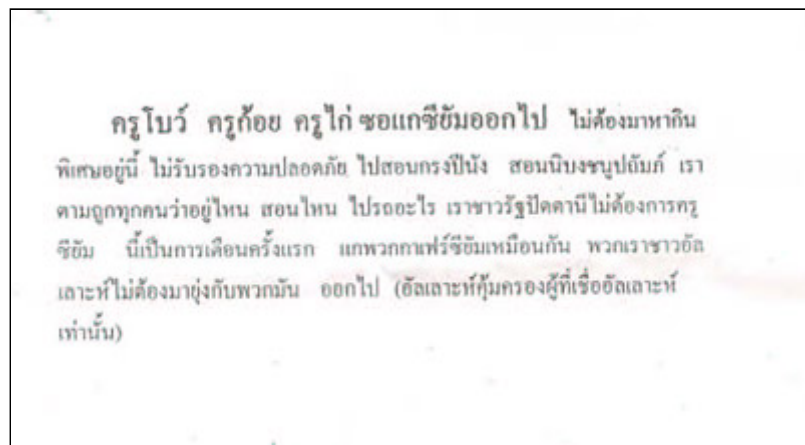 ครูโบว์ ครูก้อย ครูไก่ ซอแกซียัมออกไป ไม่ต้องมาหากิน
พิเศษอยู่นี้ ไม่รับรองความปลอดภัย ไปสอนกรงปีนัง สอนนิบงชนูปถัมภ์ เรา
ตามถูกทุกคนว่าอยู่ไหน สอนไหน ไปรถอะไร เราชาวรัฐปัตตานีไม่ต้องการครู
ซียัม นี้เป็นการเตือนครั้งแรก แกพวกกาเฟร์ซียัมเหมือนกัน พวกเราชาวอัล
เลาะห์ไม่ต้องมายุ่งกับพวกมัน ออกไป (อัลเลาะห์คุ้มครองผู้ที่เชื่ออัลเลาะห์
เท่านั้น)